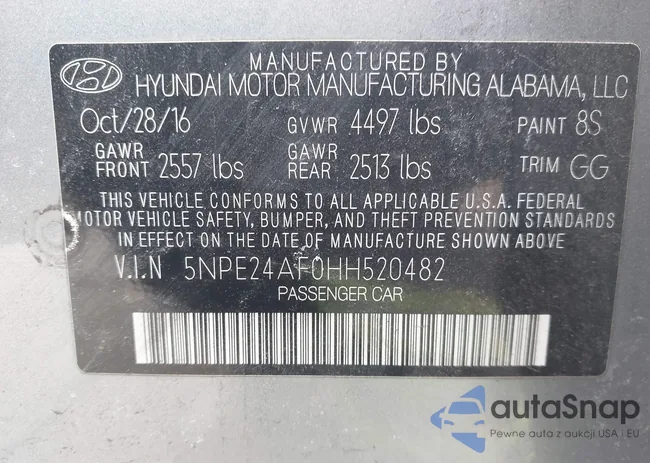 MANUFACTURED BY
HYUNDAI MOTOR MANUFACTURING ALABAMA, LLC
Oct/28/16 GVWR 4497 lbs PAINT 8S
GAWR FRONT 2557 lbs GAWR REAR 2513 lbs TRIM GG
THIS VEHICLE CONFORMS TO ALL APPLICABLE U.S.A. FEDERAL
MOTOR VEHICLE SAFETY, BUMPER, AND THEFT PREVENTION STANDARDS
IN EFFECT ON THE DATE OF MANUFACTURE SHOWN ABOVE
V.I.N 5NPE24AF0HH520482
PASSENGER CAR
autaSnap
Pewne auta z aukcji USA i EU